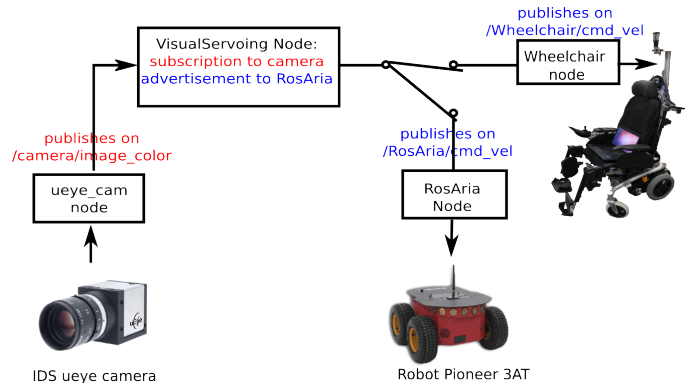 publishes on
/Wheelchair/cmd_vel
VisualServoing Node:
subscription to camera
advertisement to RosAria
Wheelchair
node
publishes on
/camera/image_color
publishes on
/RosAria/cmd_vel
ueye_cam
node
RosAria
Node
ueye
IDS ueye camera
Robot Pioneer 3AT